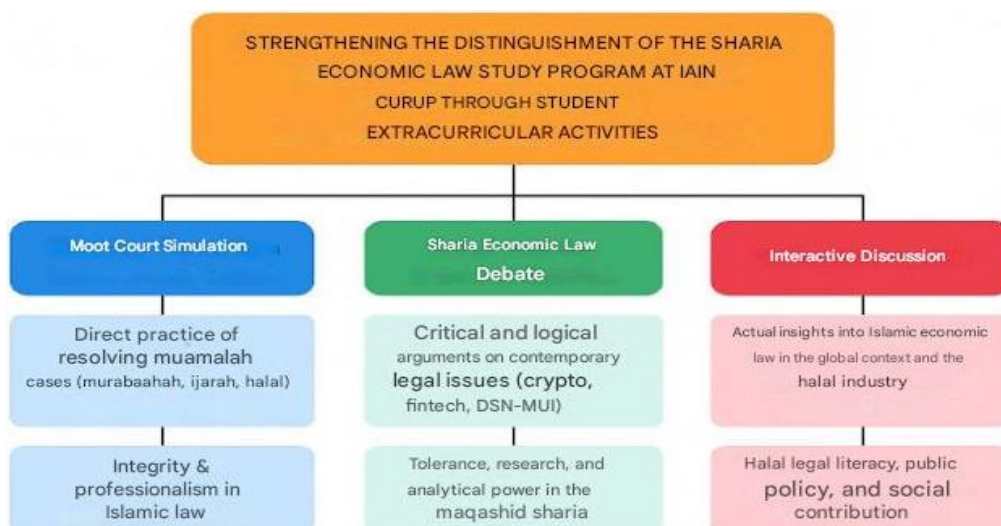 STRENGTHENING THE DISTINGUISHMENT OF THE SHARIA
ECONOMIC LAW STUDY PROGRAM AT IAIN
CURUP THROUGH STUDENT
EXTRACURRICULAR ACTIVITIES
Moot Court Simulation
Direct practice of
resolving muamalah
cases (murabaahah, ijarah, halal)
Integrity &
professionalism in
Islamic law
Sharia Economic Law
Debate
Critical and logical
arguments on contemporary
legal issues (crypto,
fintech, DSN-MUI)
Tolerance, research, and
analytical power in the
maqashid sharia
Interactive Discussion
Actual insights into Islamic economic
law in the global context and the
halal industry
Halal legal literacy, public
policy, and social
contribution